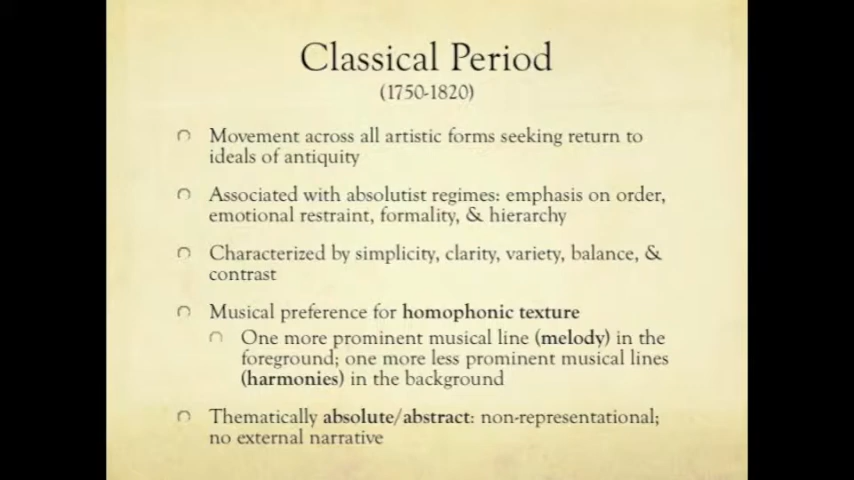 Classical Period
(1750-1820)
Movement across all artistic forms seeking return to
ideals of antiquity
Associated with absolutist regimes: emphasis on order,
emotional restraint, formality, & hierarchy
Characterized by simplicity, clarity, variety, balance, &
contrast
Musical preference for homophonic texture
One more prominent musical line (melody) in the
foreground; one more less prominent musical lines
(harmonies) in the background
Thematically absolute/abstract: non-representational;
no external narrative